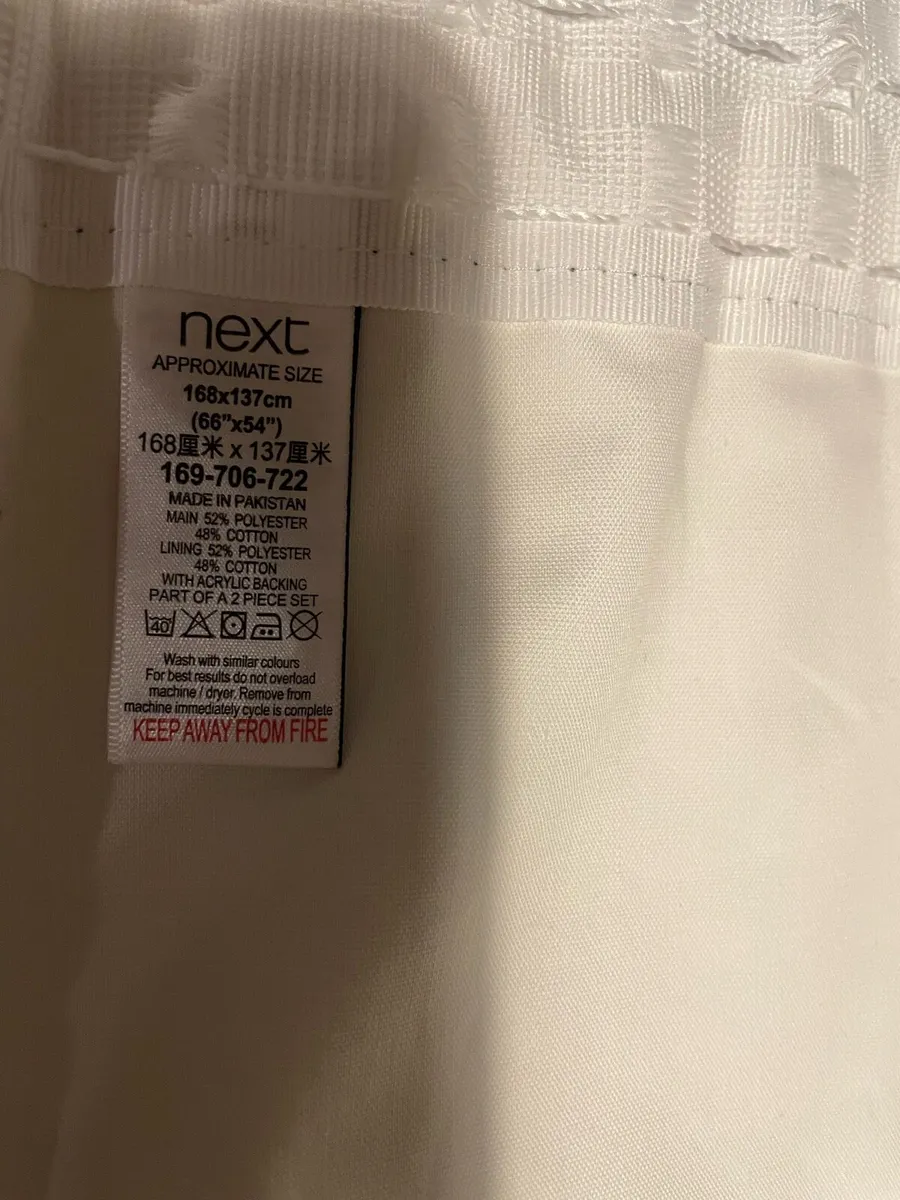 next
APPROXIMATE SIZE
168x137cm
(66”x54”)
168厘米 x 137厘米
169-706-722
MADE IN PAKISTAN
MAIN 52% POLYESTER
48% COTTON
LINING 52% POLYESTER
48% COTTON
WITH ACRYLIC BACKING
PART OF A 2 PIECE SET
40
Wash with similar colours
For best results do not overload
machine / dryer. Remove from
machine immediately cycle is complete
KEEP AWAY FROM FIRE